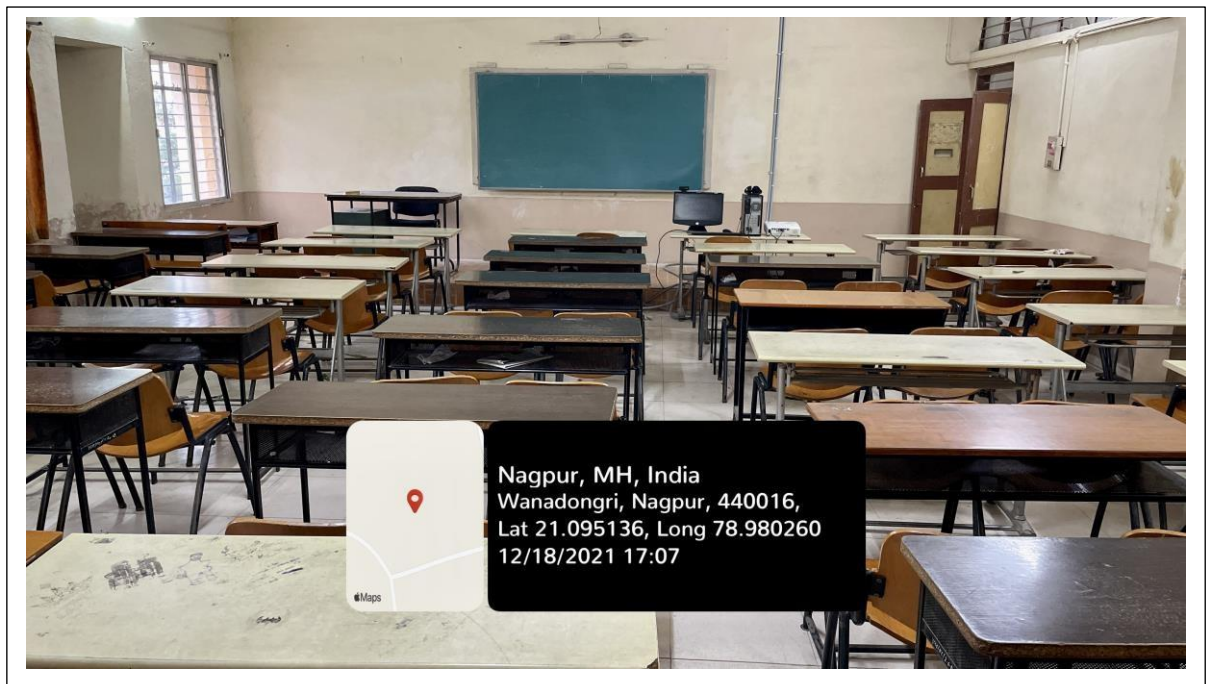 Nagpur, MH, India
Wanadongri, Nagpur, 440016,
Lat 21.095136, Long 78.980260
12/18/2021 17:07
Maps